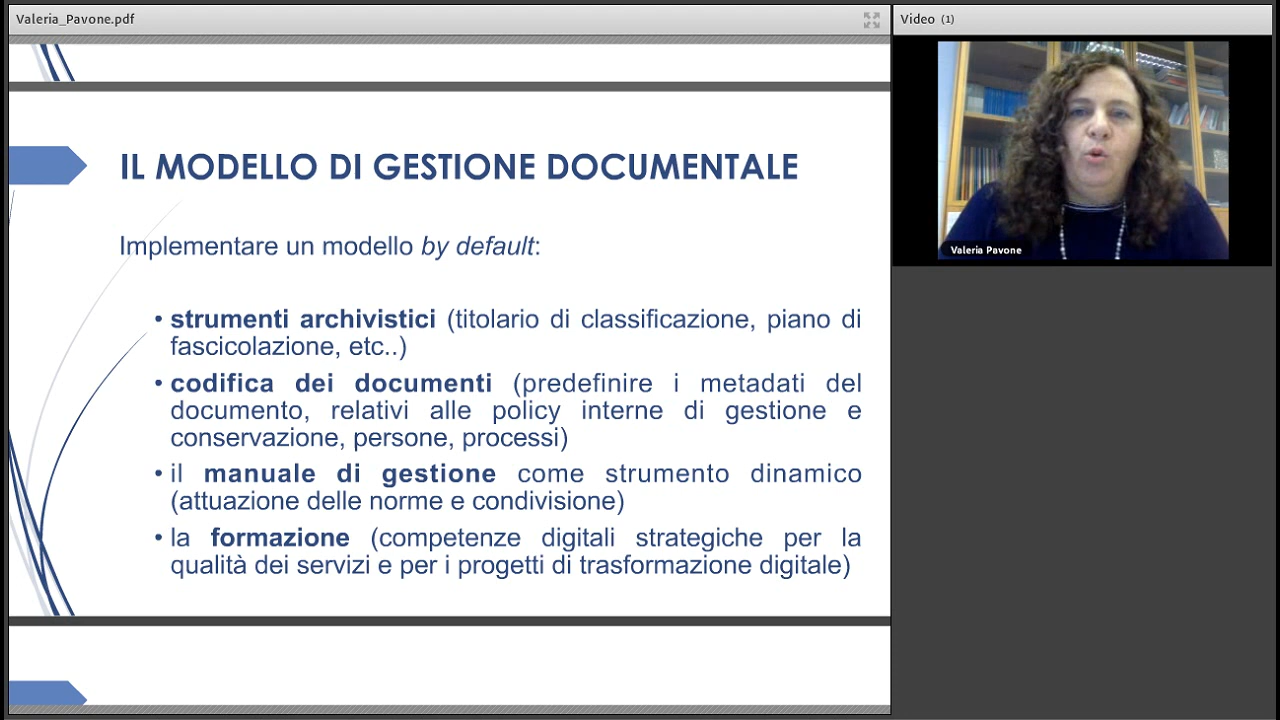 Valeria_Pavone.pdf
Video (1)
IL MODELLO DI GESTIONE DOCUMENTALE
Implementare un modello by default:
• strumenti archivistici (titolario di classificazione, piano di
fascicolazione, etc..)
• codifica dei documenti (predefinire i metadati del
documento, relativi alle policy interne di gestione e
conservazione, persone, processi)
• il manuale di gestione come strumento dinamico
(attuazione delle norme e condivisione)
• la formazione (competenze digitali strategiche per la
qualità dei servizi e per i progetti di trasformazione digitale)
Valeria Pavone